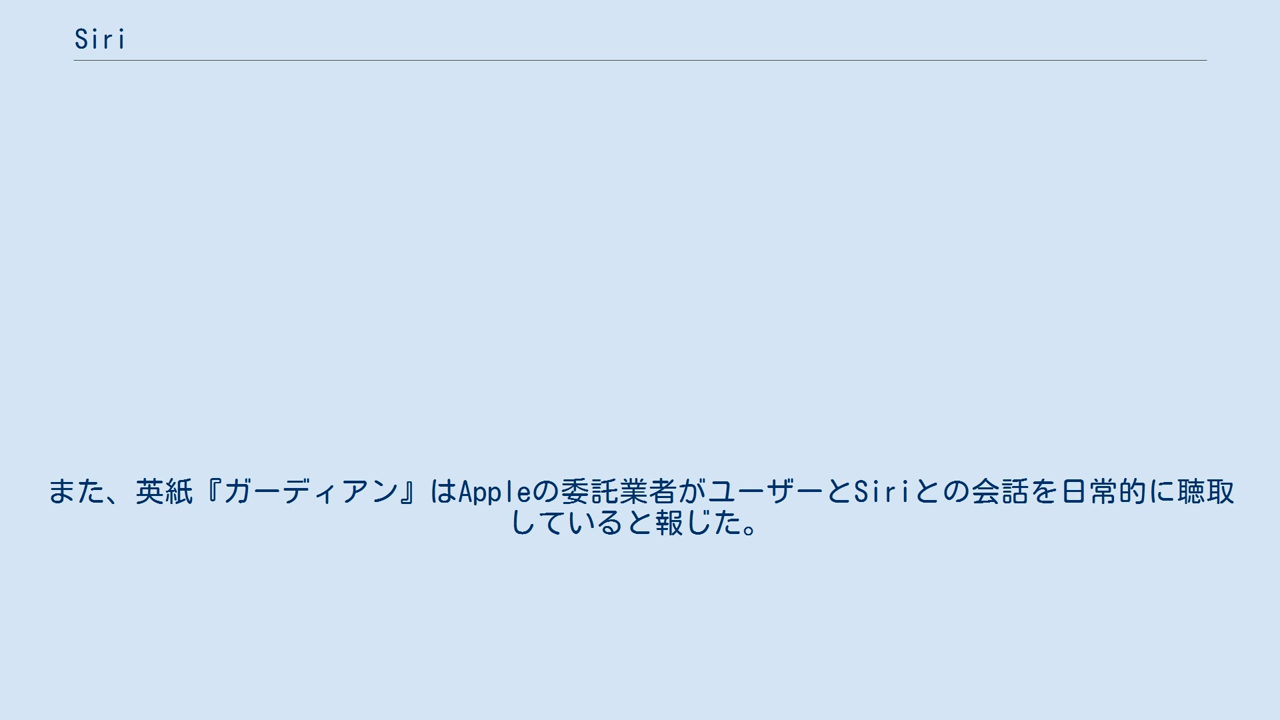 Siri
また、英紙『ガーディアン』はAppleの委託業者がユーザーとSiriとの会話を日常的に聴取
していると報じた。